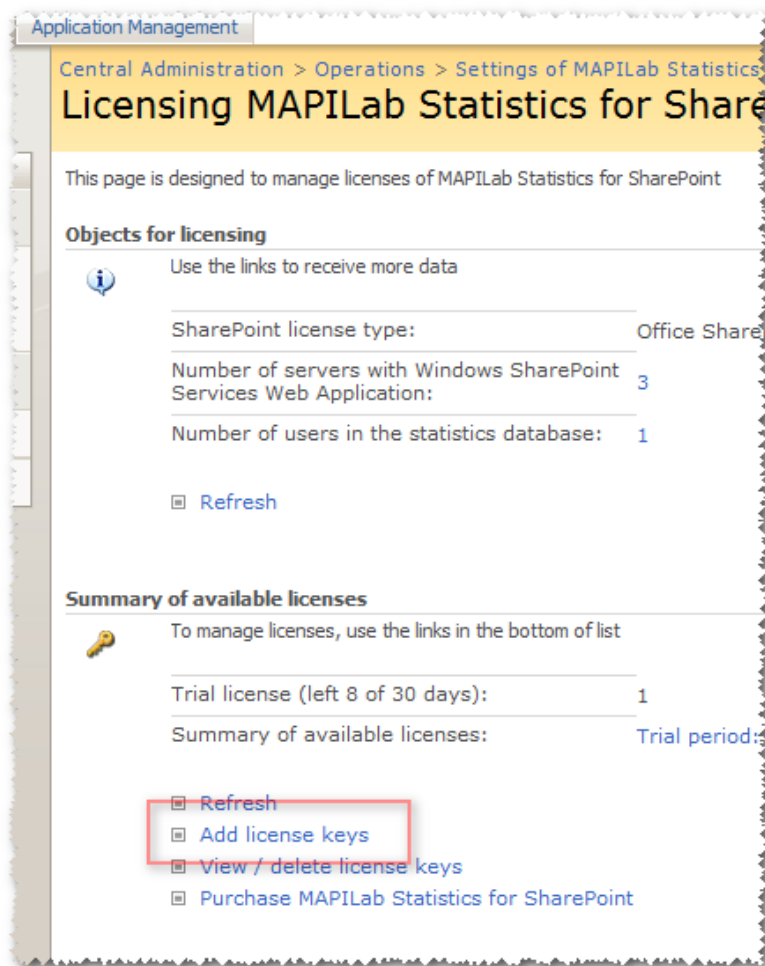 Application Management
Central Administration > Operations > Settings of MAPILab Statistics
Licensing MAPILab Statistics for Share
This page is designed to manage licenses of MAPILab Statistics for SharePoint
Objects for licensing
Use the links to receive more data
SharePoint license type: Office Share
Number of servers with Windows SharePoint
Services Web Application: 3
Number of users in the statistics database: 1
Refresh
Summary of available licenses
To manage licenses, use the links in the bottom of list
Trial license (left 8 of 30 days): 1
Summary of available licenses: Trial period:
Refresh
Add license keys
View / delete license keys
Purchase MAPILab Statistics for SharePoint